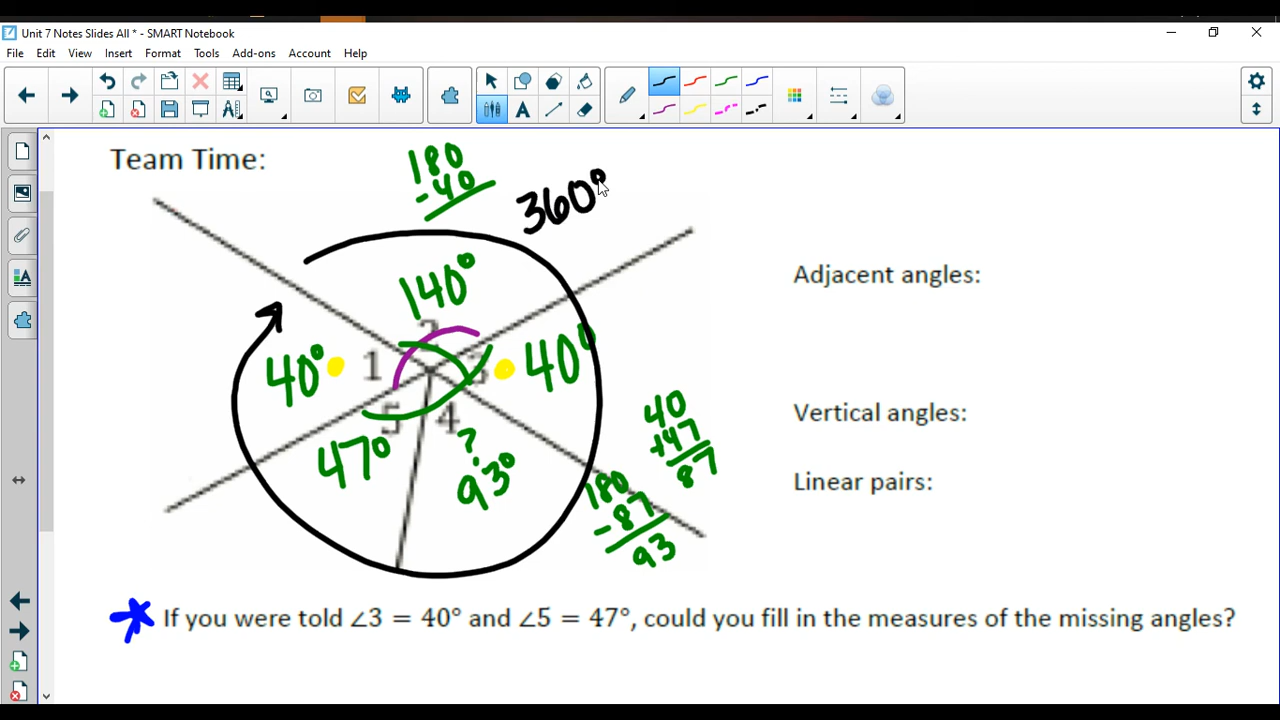 Unit 7 Notes Slides All * - SMART Notebook
File Edit View Insert Format Tools Add-ons Account Help
Team Time:
180
-40
360°
140°
2
40°
1
3
40°
5
4
47°
?
93°
40
+47
87
180
-87
93
Adjacent angles:
Vertical angles:
Linear pairs:
If you were told ∠3 = 40° and ∠5 = 47°, could you fill in the measures of the missing angles?